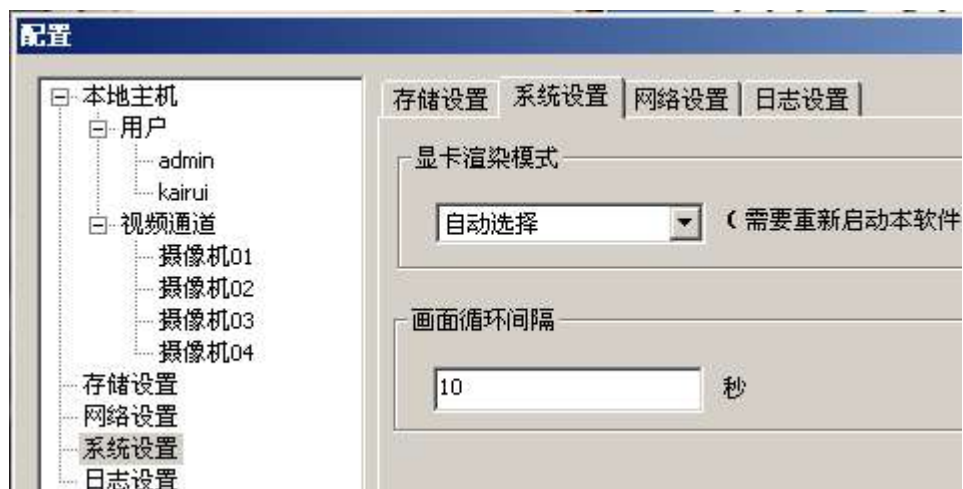 配置
本地主机
用户
admin
kairui
视频通道
摄像机01
摄像机02
摄像机03
摄像机04
存储设置
网络设置
系统设置
日志设置
存储设置 系统设置 网络设置 日志设置
显卡渲染模式
自动选择 (需要重新启动本软件
画面循环间隔
10 秒